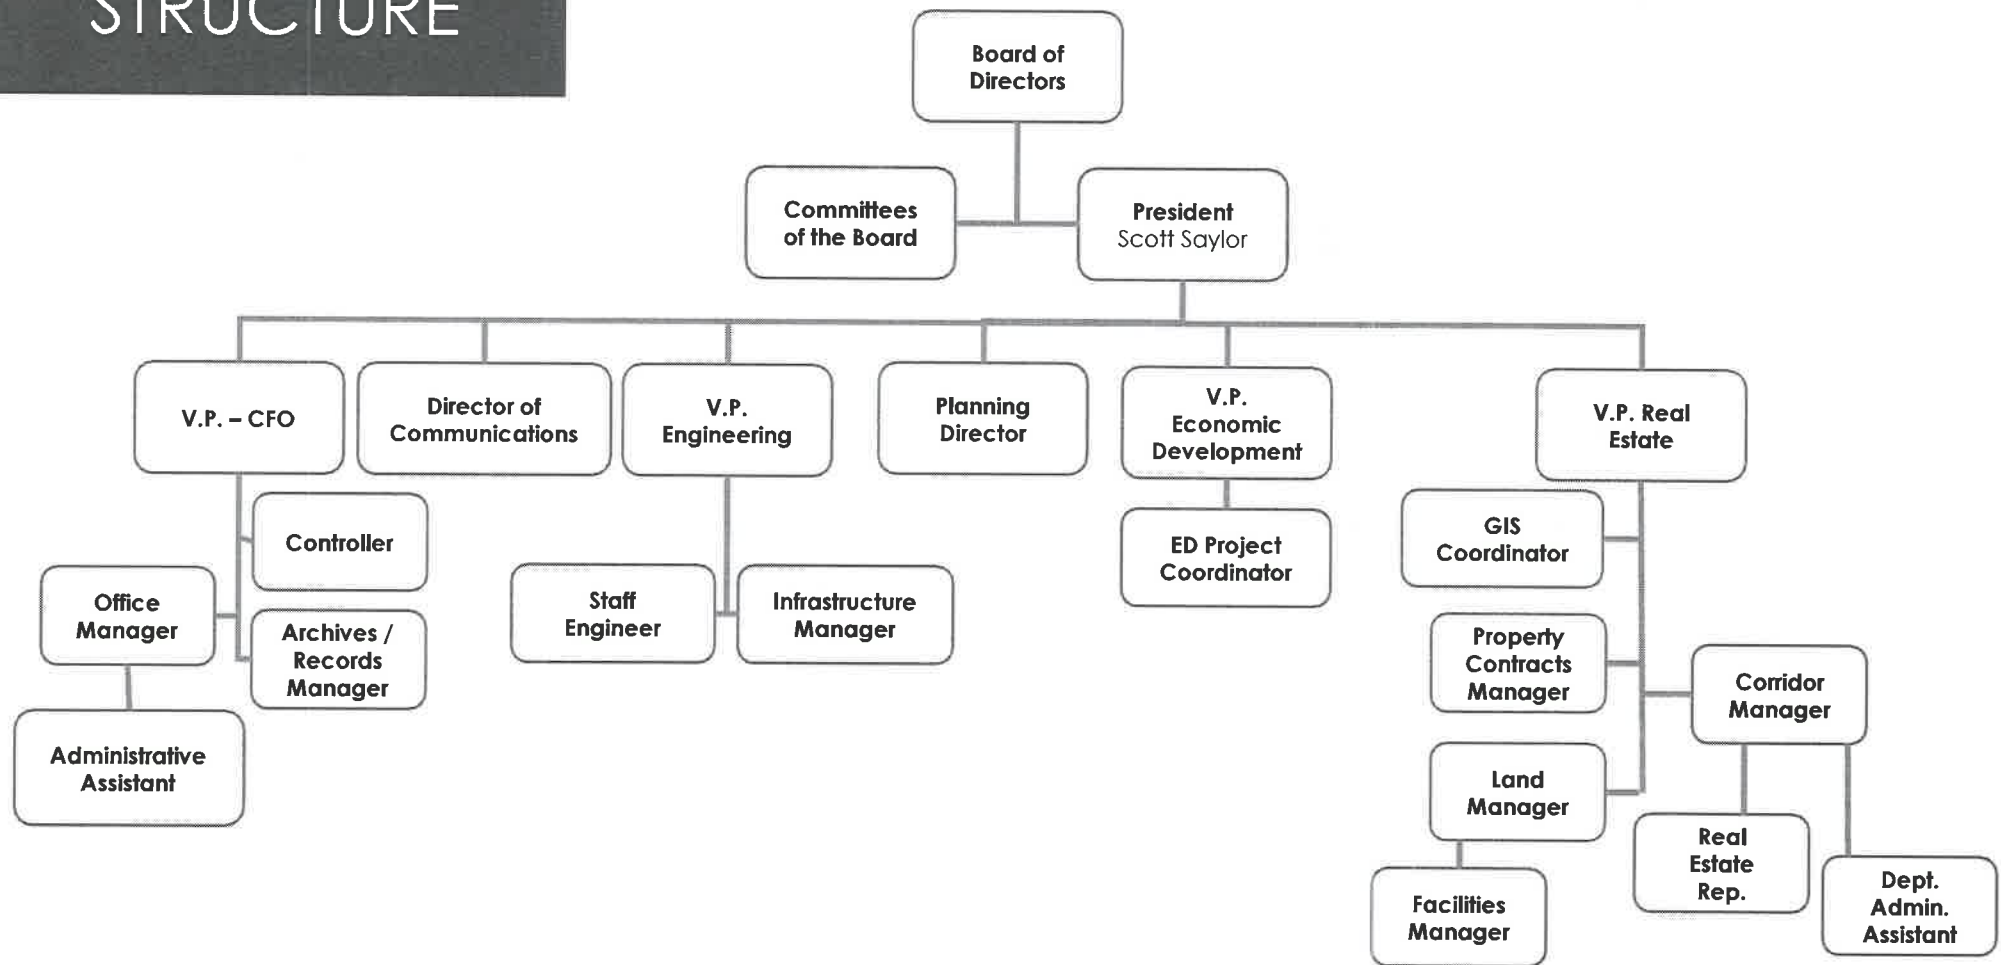 STRUCTURE
Board of
Directors
Committees
of the Board
President
Scott Saylor
V.P. – CFO
Director of
Communications
V.P.
Engineering
Planning
Director
V.P.
Economic
Development
V.P. Real
Estate
Controller
Office
Manager
Archives /
Records
Manager
Administrative
Assistant
Staff
Engineer
Infrastructure
Manager
ED Project
Coordinator
GIS
Coordinator
Property
Contracts
Manager
Corridor
Manager
Land
Manager
Real
Estate
Rep.
Facilities
Manager
Dept.
Admin.
Assistant